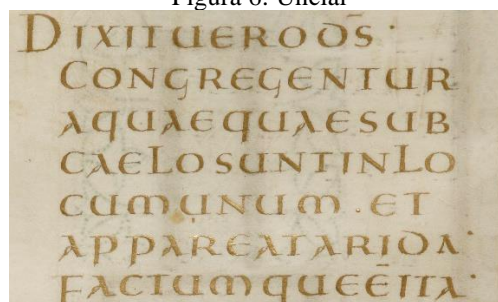 Figura 6. Uncial
DIXITUERODS̄·
CONGREGENTUR
AQUAEQUAESUB
CAELOSUNTINLO
CUMUNUM·ET
APPAREATARIDA·
FACTUMQUEĒITA·